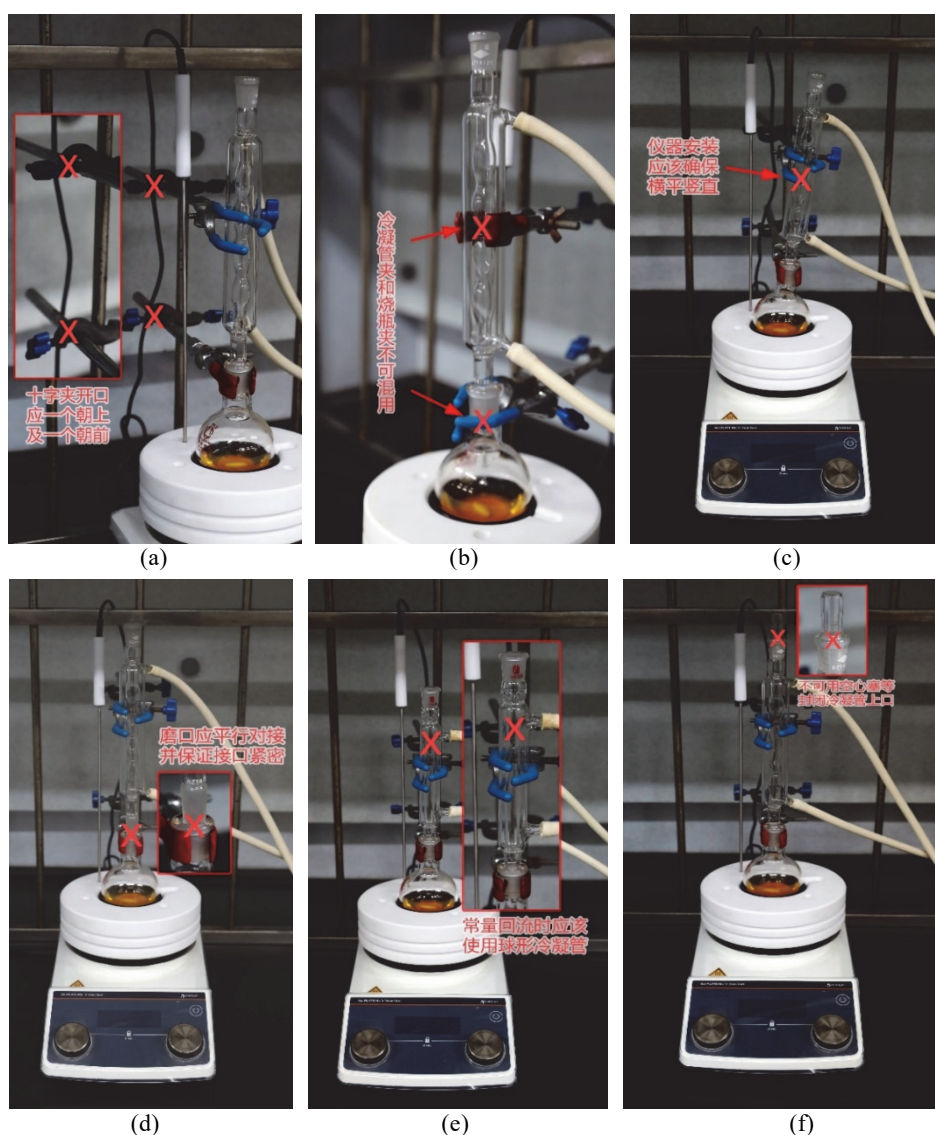 十字夹开口
应一个朝上
及一个朝前
(a)
冷凝管夹和烧瓶夹不可混用
(b)
仪器安装
应该确保
横平竖直
(c)
磨口应平行对接
并保证接口紧密
(d)
常量回流时应该
使用球形冷凝管
(e)
不可用空心塞等
封闭冷凝管上口
(f)